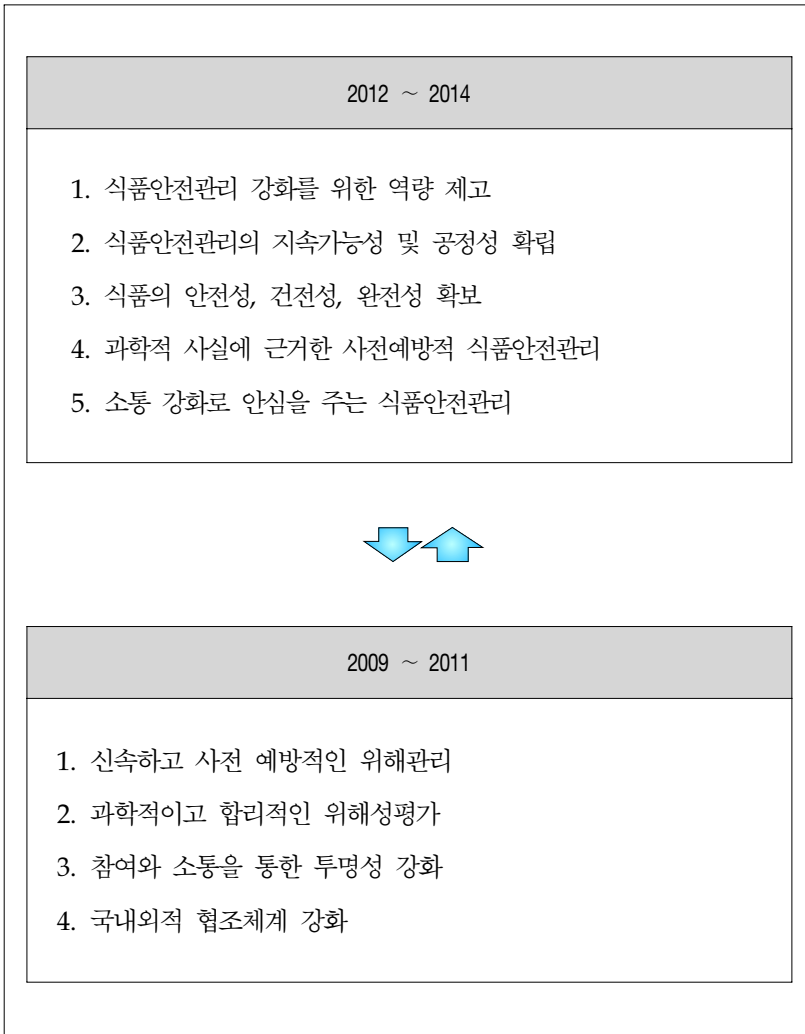 2012 ～ 2014
1. 식품안전관리 강화를 위한 역량 제고
2. 식품안전관리의 지속가능성 및 공정성 확립
3. 식품의 안전성, 건전성, 완전성 확보
4. 과학적 사실에 근거한 사전예방적 식품안전관리
5. 소통 강화로 안심을 주는 식품안전관리
2009 ～ 2011
1. 신속하고 사전 예방적인 위해관리
2. 과학적이고 합리적인 위해성평가
3. 참여와 소통을 통한 투명성 강화
4. 국내외적 협조체계 강화